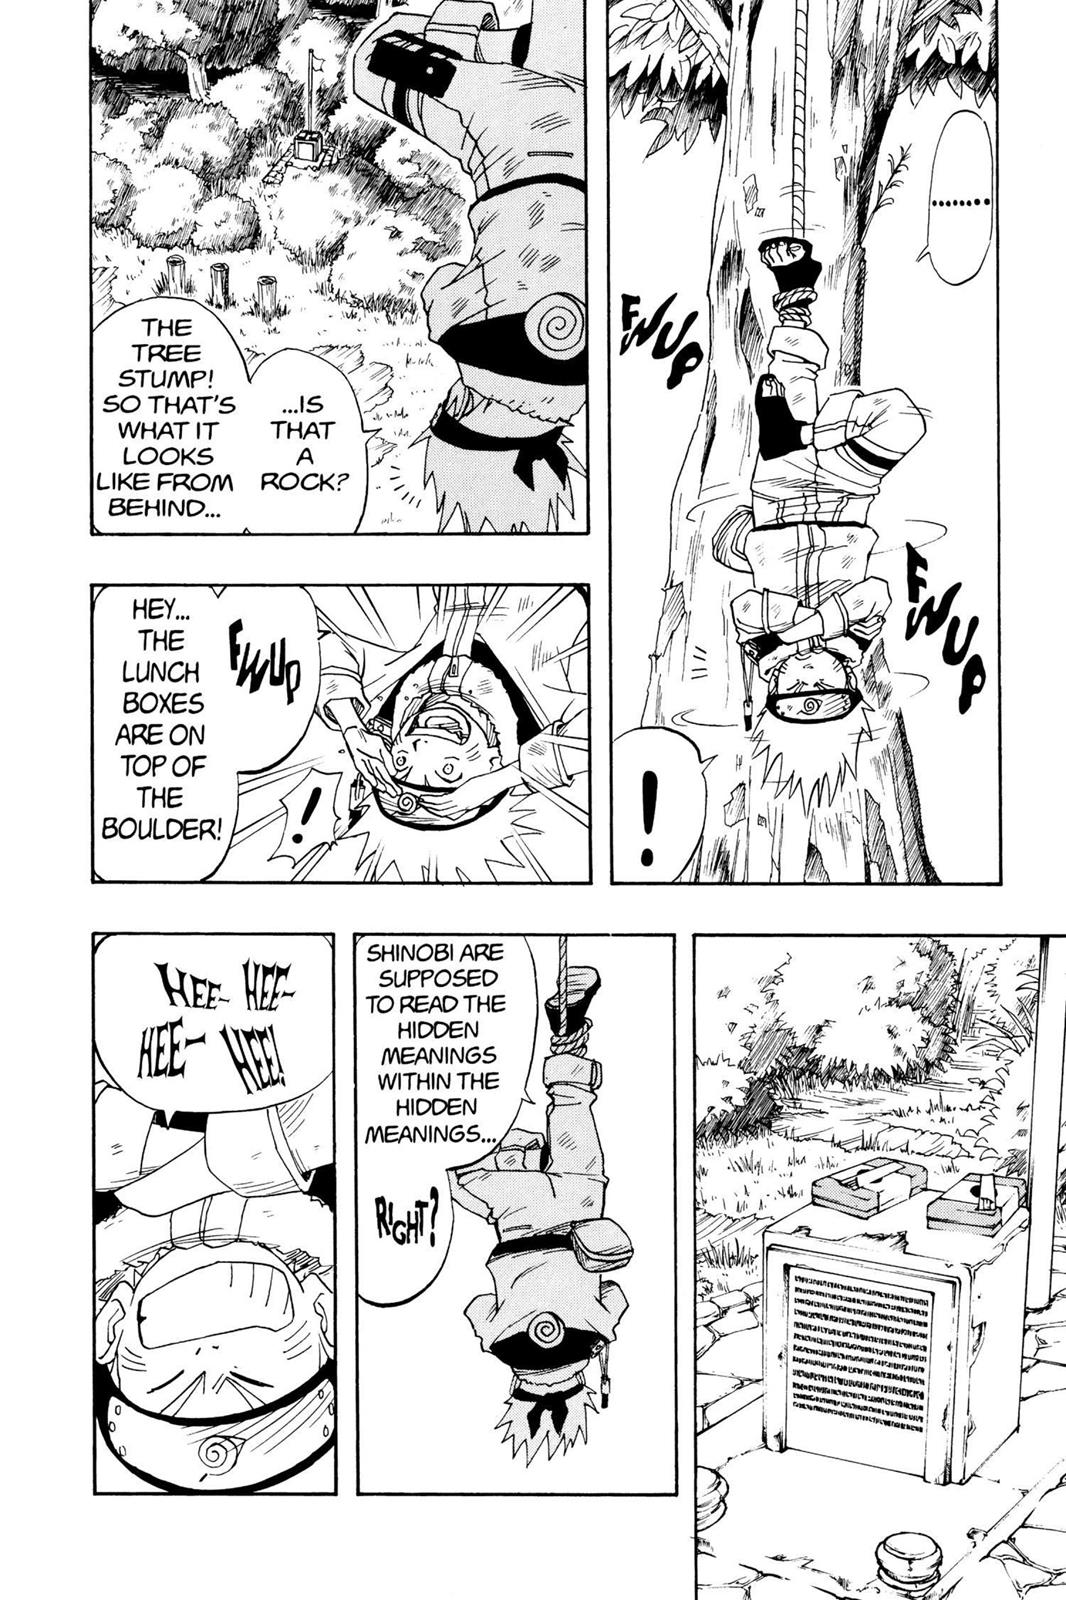 .........
FWUP
FWUP
!
...IS
THAT
A
ROCK?
THE
TREE
STUMP!
SO THAT'S
WHAT IT
LOOKS
LIKE FROM
BEHIND...
!
FWUP
HEY...
THE
LUNCH
BOXES
ARE ON
TOP OF
THE
BOULDER!
SHINOBI ARE
SUPPOSED
TO READ THE
HIDDEN
MEANINGS
WITHIN THE
HIDDEN
MEANINGS...
RIGHT?
HEE- HEE-
HEE- HEE!